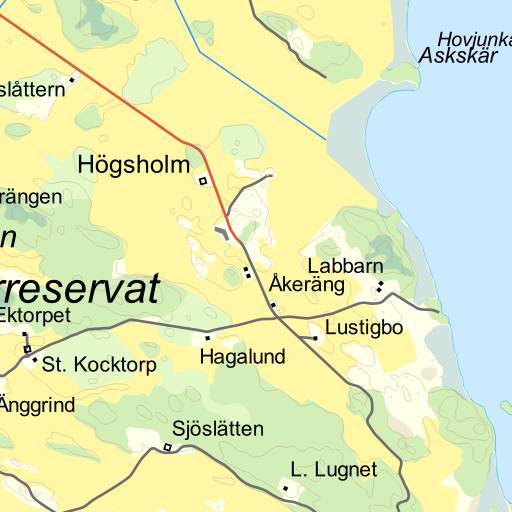 Hovjunka
Askskär
slåttern
Högsholm
rängen
n
Labbarn
rreservat
Åkeräng
Ektorpet
Lustigbo
Hagalund
St. Kocktorp
Änggrind
Sjöslätten
L. Lugnet